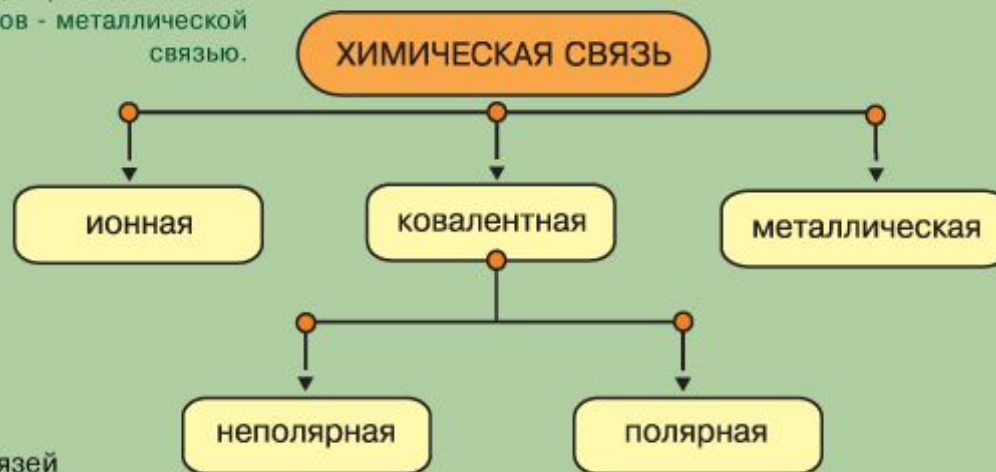 ов - металлической
связью.
ХИМИЧЕСКАЯ СВЯЗЬ
ионная
ковалентная
металлическая
неполярная
полярная
язей